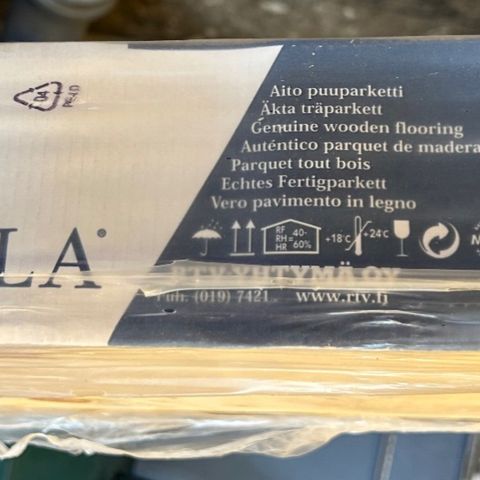 04
PE-LD
Aito puuparketti
Äkta träparkett
Genuine wooden flooring
Auténtico parquet de madera
Parquet tout bois
Echtes Fertigparkett
Vero pavimento in legno
RF
RH= 40-
HR 60%
+18°C +24°C
M
LA®
RTV-YHTYMÄ OY
Puh. (019) 7421 www.rtv.fi